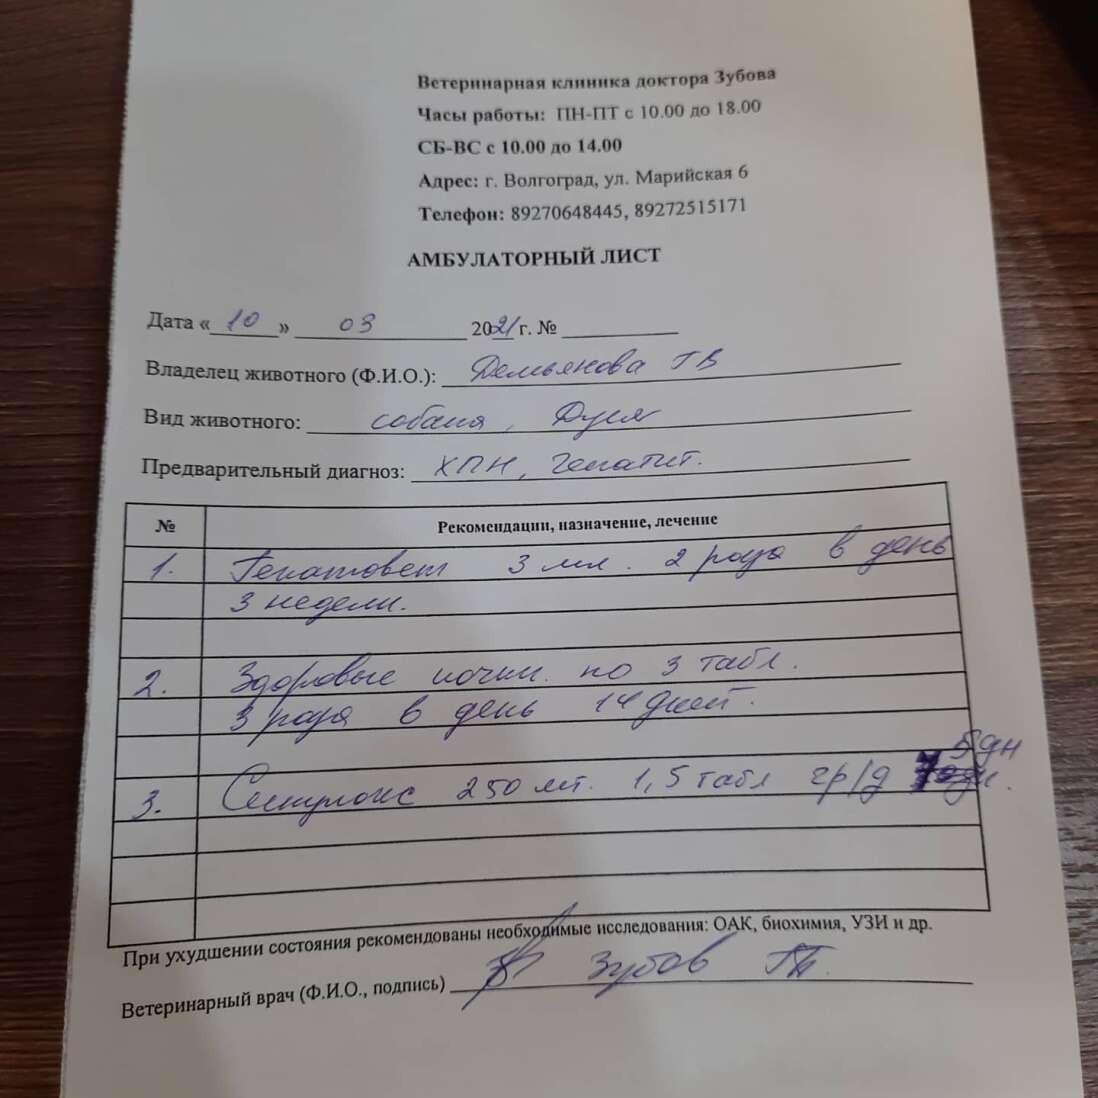 Ветеринарная клиника доктора Зубова
Часы работы: ПН-ПТ с 10.00 до 18.00
СБ-ВС с 10.00 до 14.00
Адрес: г. Волгоград, ул. Марийская 6
Телефон: 89270648445, 89272515171
АМБУЛАТОРНЫЙ ЛИСТ
Дата «10» 03 2021 г. №
Владелец животного (Ф.И.О.): Демьянова Г В
Вид животного: собака, Дуся
Предварительный диагноз: ХПН, гепатит.
№ Рекомендации, назначение, лечение
1. Гепатовет 3 мл. 2 раза в день
3 недели.
2. Здоровые почки. по 3 табл.
3 раза в день 14 дней.
5 дн
3. 250 мг. 1,5 табл 2р/д
При ухудшении состояния рекомендованы необходимые исследования: ОАК, биохимия, УЗИ и др.
Ветеринарный врач (Ф.И.О., подпись) Зубов